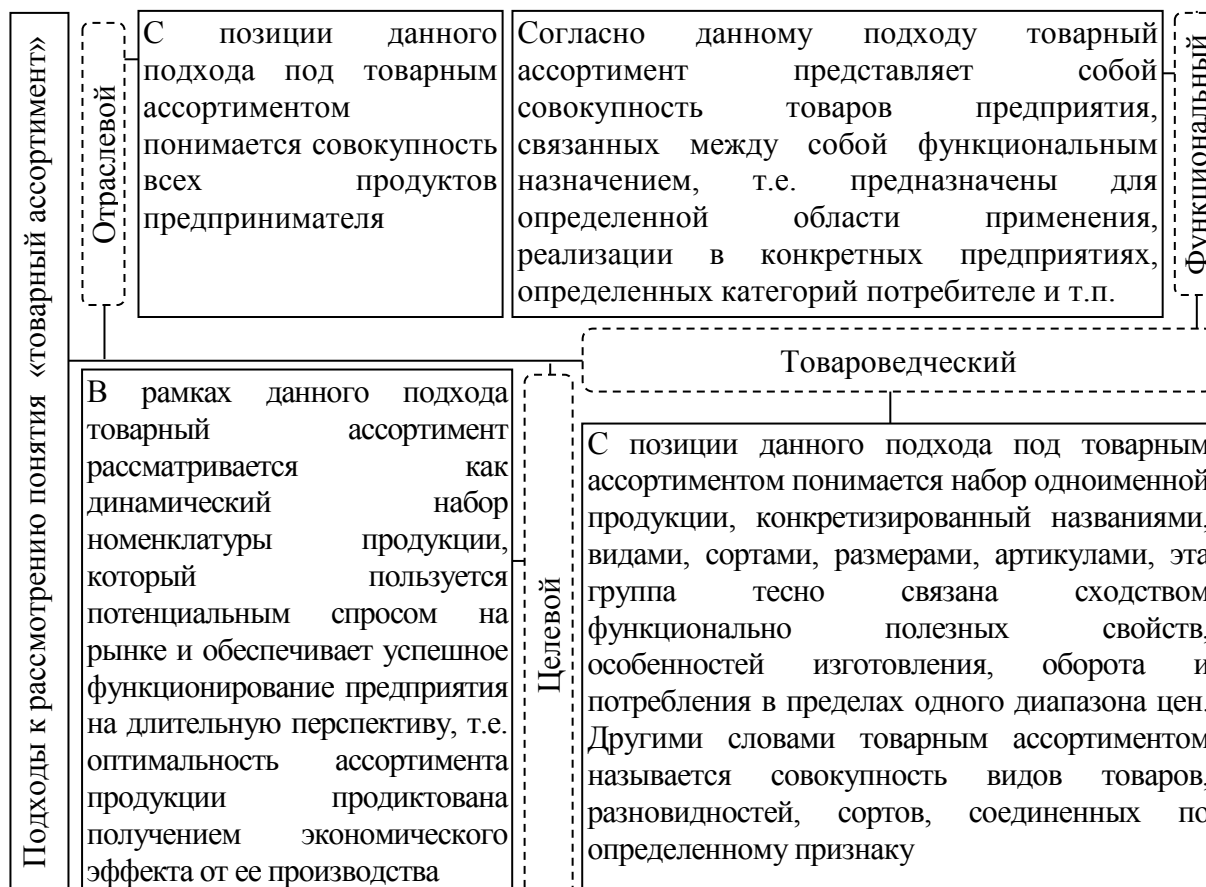 Подходы к рассмотрению понятия «товарный ассортимент»
Отраслевой
С позиции данного
подхода под товарным
ассортиментом
понимается совокупность
всех продуктов
предпринимателя
Согласно данному подходу товарный
ассортимент представляет собой
совокупность товаров предприятия,
связанных между собой функциональным
назначением, т.е. предназначены для
определенной области применения,
реализации в конкретных предприятиях,
определенных категорий потребителе и т.п.
Функциональный
В рамках данного подхода
товарный ассортимент
рассматривается как
динамический набор
номенклатуры продукции,
который пользуется
потенциальным спросом на
рынке и обеспечивает успешное
функционирование предприятия
на длительную перспективу, т.е.
оптимальность ассортимента
продукции продиктована
получением экономического
эффекта от ее производства
Целевой
Товароведческий
С позиции данного подхода под товарным
ассортиментом понимается набор одноименной
продукции, конкретизированный названиями,
видами, сортами, размерами, артикулами, эта
группа тесно связана сходством
функционально полезных свойств,
особенностей изготовления, оборота и
потребления в пределах одного диапазона цен.
Другими словами товарным ассортиментом
называется совокупность видов товаров,
разновидностей, сортов, соединенных по
определенному признаку